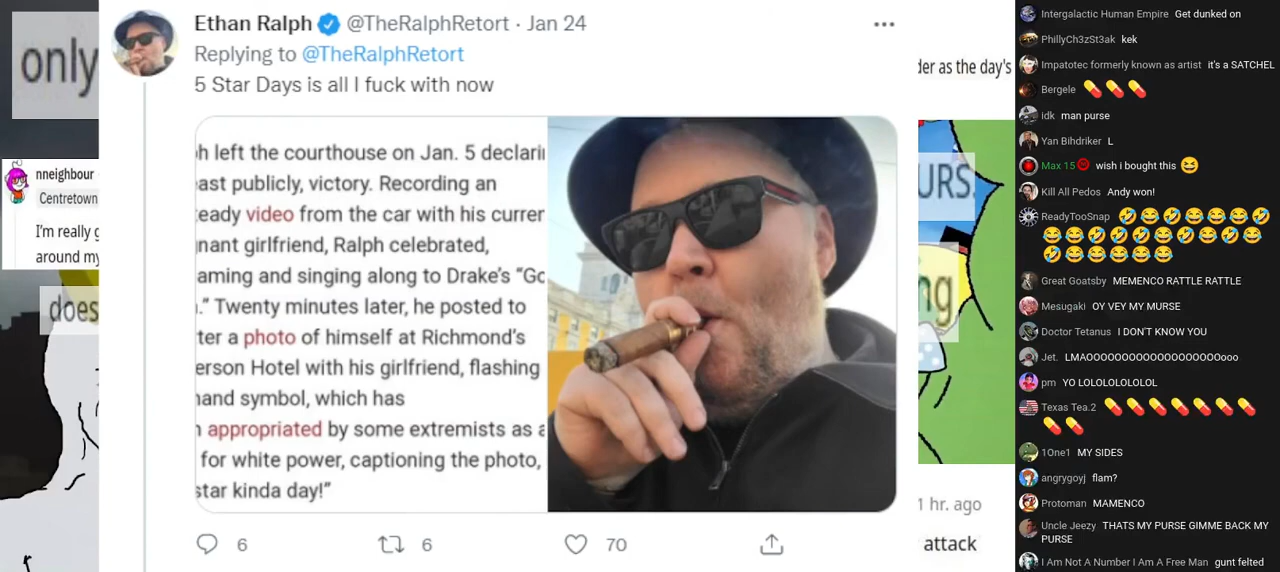 only
nneighbour
Centretown
I'm really g
around my
does
Ethan Ralph @TheRalphRetort · Jan 24
Replying to @TheRalphRetort
5 Star Days is all I fuck with now
h left the courthouse on Jan. 5 declarin
ast publicly, victory. Recording an
teady video from the car with his curren
gnant girlfriend, Ralph celebrated,
aming and singing along to Drake's “Go
.” Twenty minutes later, he posted to
tter a photo of himself at Richmond's
erson Hotel with his girlfriend, flashing
hand symbol, which has
n appropriated by some extremists as a
for white power, captioning the photo,
star kinda day!”
6 6 70
der as the day's
URS.
ng
1 hr. ago
attack
Intergalactic Human Empire Get dunked on
PhillyCh3zSt3ak kek
Impatotec formerly known as artist it's a SATCHEL
Bergele 💊💊💊
idk man purse
Yan Bihdriker L
Max 15 wish i bought this 😆
Kill All Pedos Andy won!
ReadyTooSnap 🤣😂🤣😂😂😂🤣
😂😂🤣🤣🤣😂🤣😂🤣😂
🤣😂😂😂😂😂
Great Goatsby MEMENCO RATTLE RATTLE
Mesugaki OY VEY MY MURSE
Doctor Tetanus I DON'T KNOW YOU
Jet. LMAOOOOOOOOOOOOOOOOOOooo
pm YO LOLOLOLOLOLOL
Texas Tea.2 💊💊💊💊💊💊💊
💊💊
1One1 MY SIDES
angrygoyj flam?
Protoman MAMENCO
Uncle Jeezy THATS MY PURSE GIMME BACK MY
PURSE
I Am Not A Number I Am A Free Man gunt felted